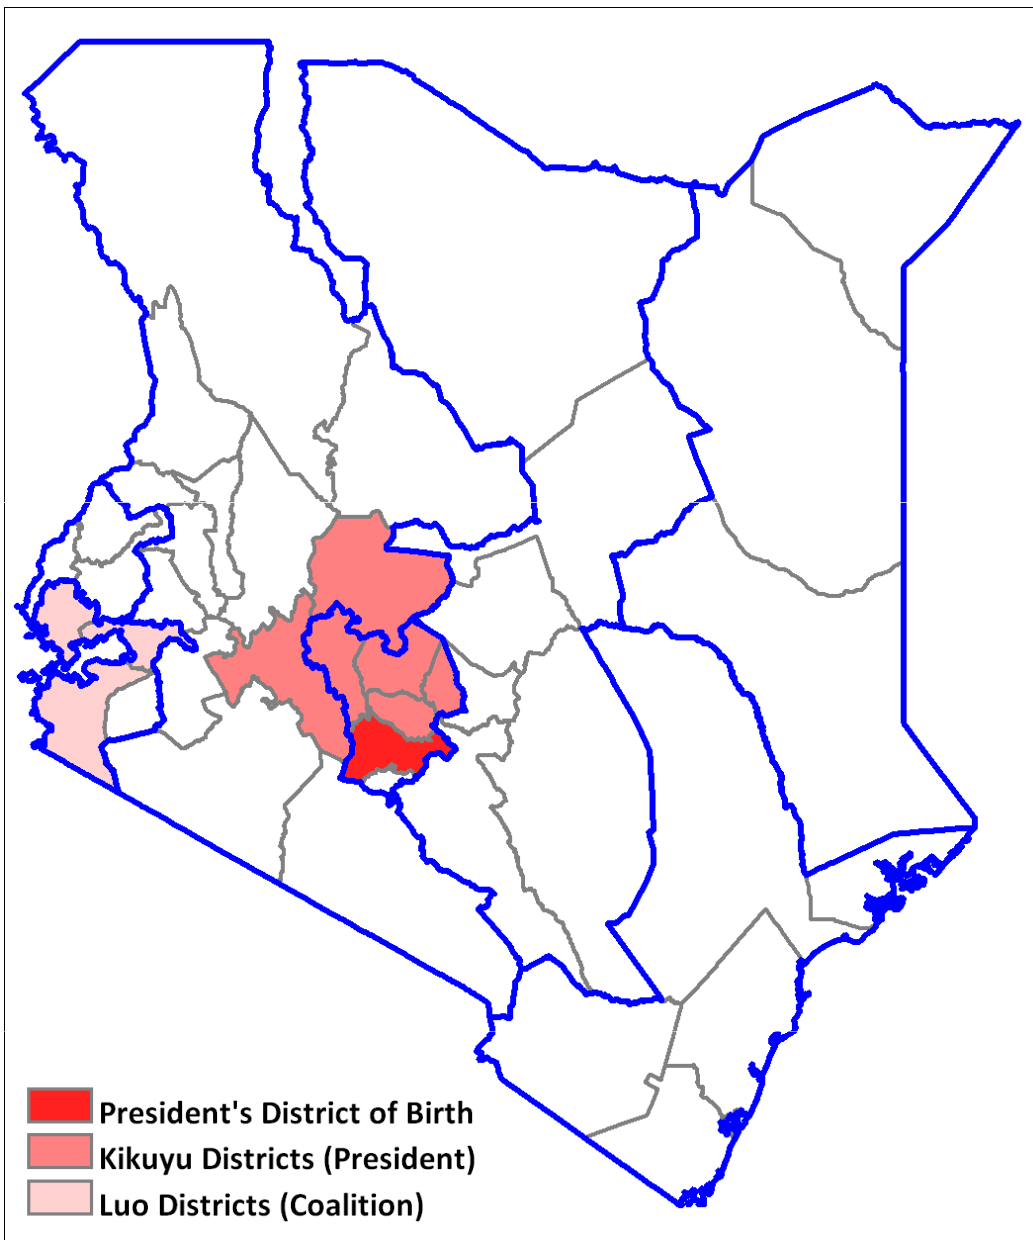 President's District of Birth
Kikuyu Districts (President)
Luo Districts (Coalition)